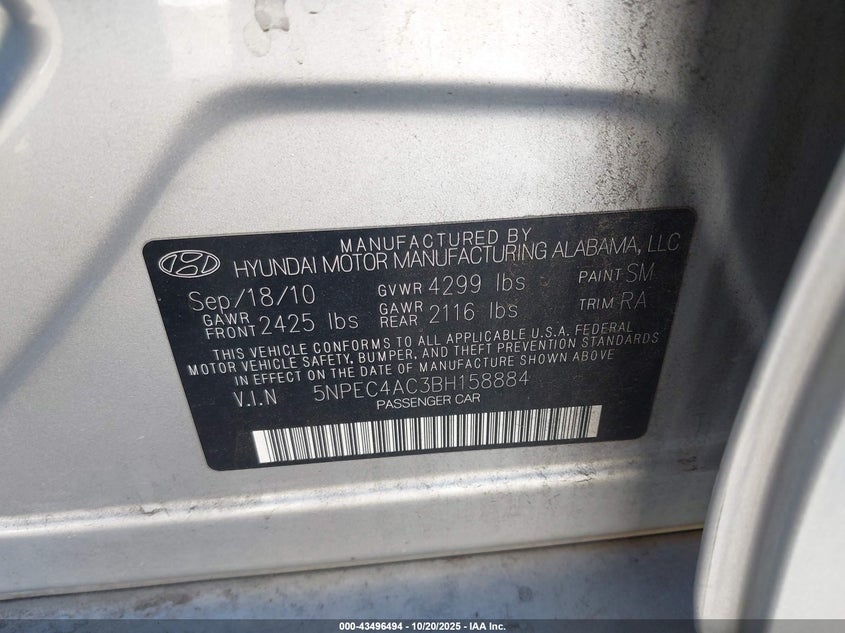 MANUFACTURED BY
HYUNDAI MOTOR MANUFACTURING ALABAMA, LLC
Sep/18/10 GVWR 4299 lbs PAINT SM
GAWR FRONT 2425 lbs GAWR REAR 2116 lbs TRIM RA
THIS VEHICLE CONFORMS TO ALL APPLICABLE U.S.A. FEDERAL
MOTOR VEHICLE SAFETY, BUMPER, AND THEFT PREVENTION STANDARDS
IN EFFECT ON THE DATE OF MANUFACTURE SHOWN ABOVE
V.I.N 5NPEC4AC3BH158884
PASSENGER CAR
000-43496494 - 10/20/2025 - IAA Inc.